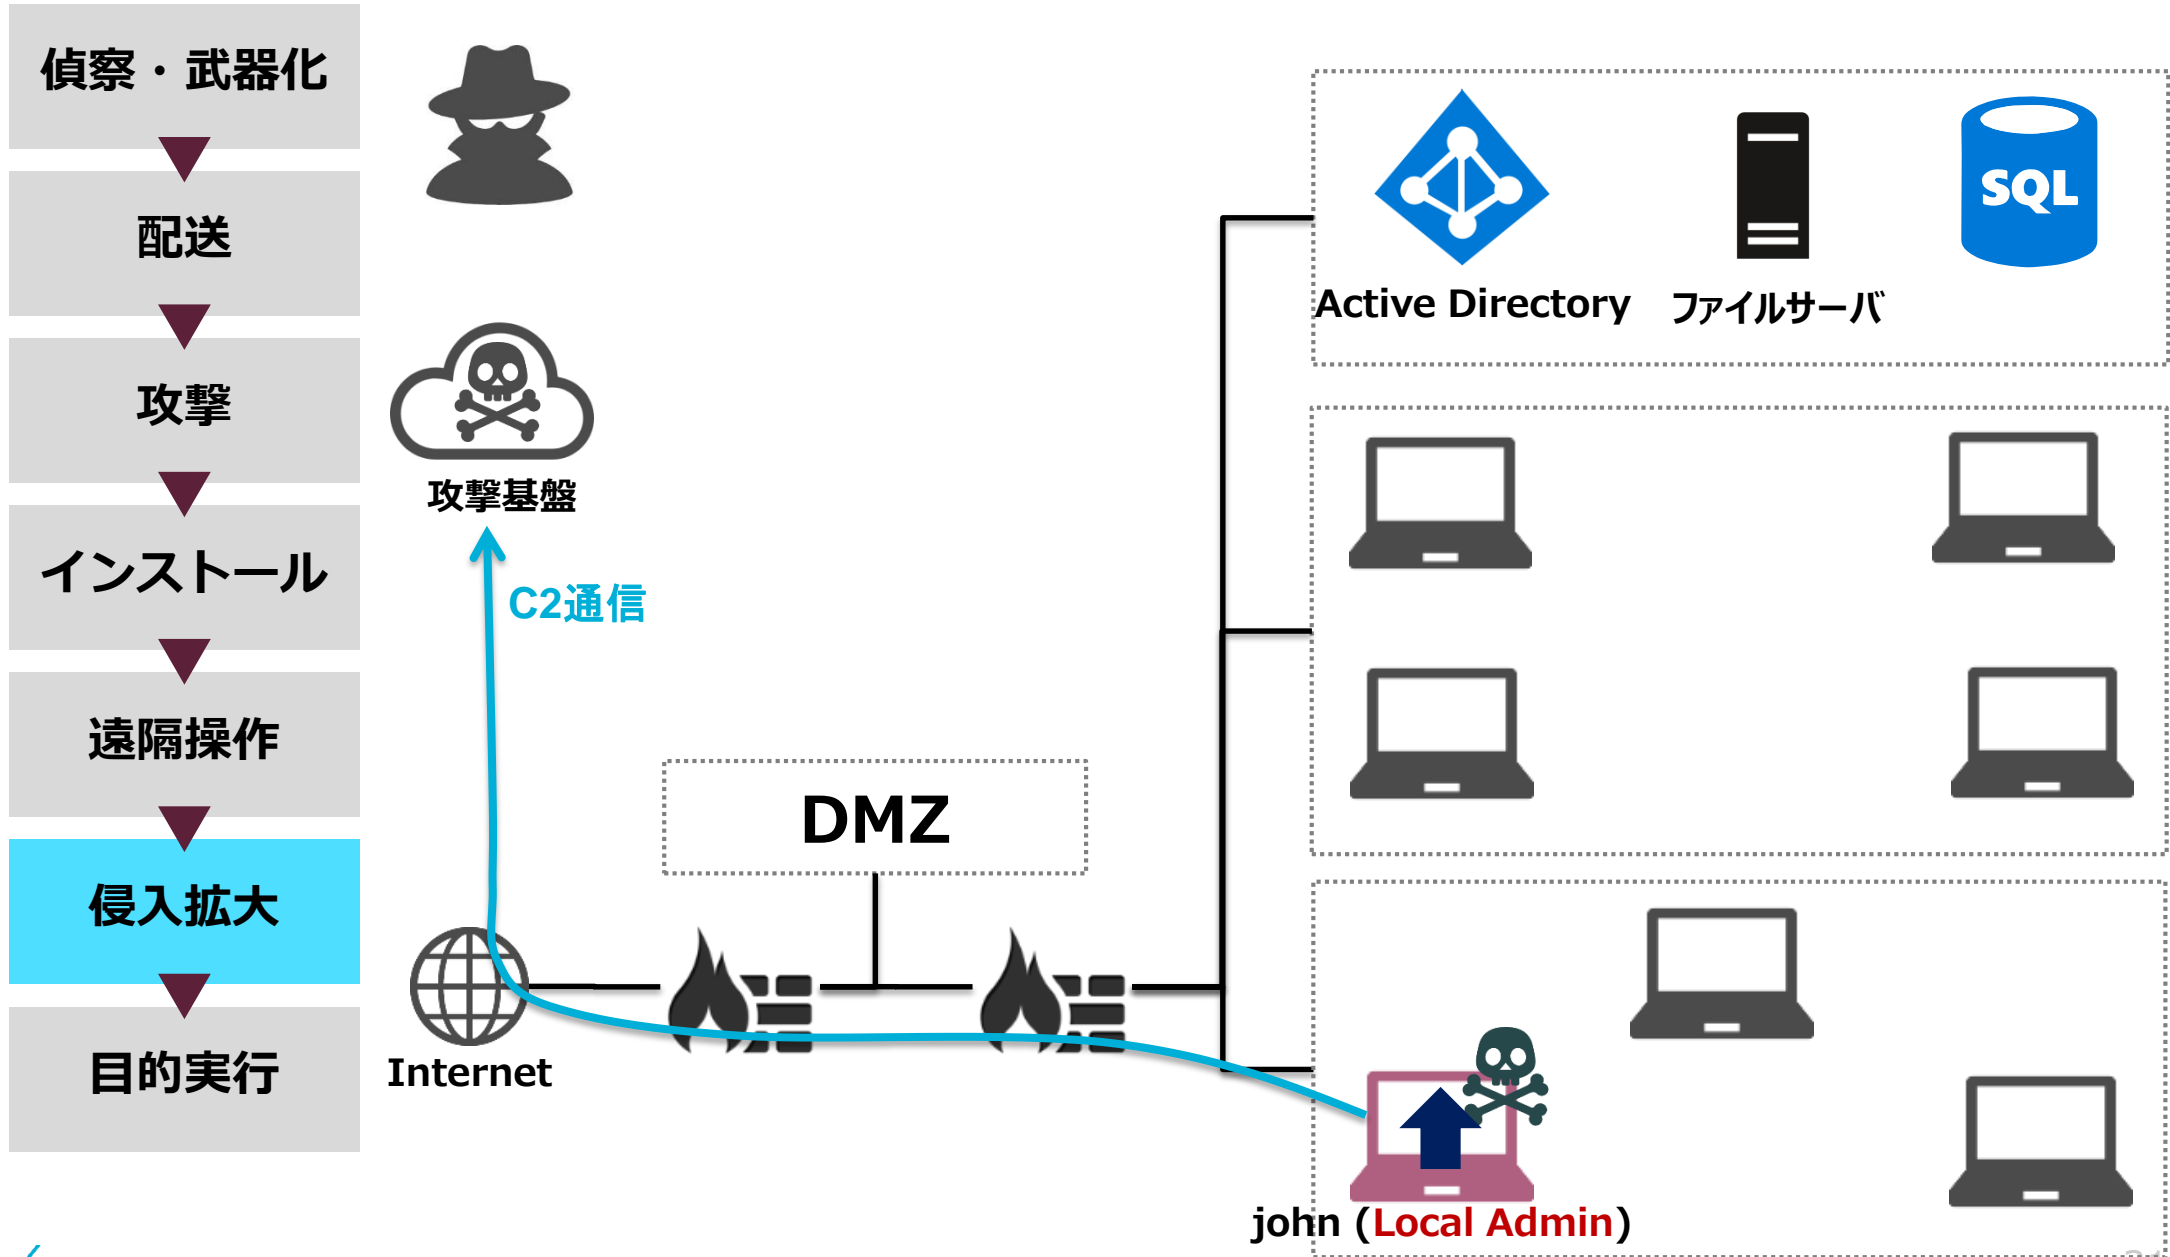 偵察・武器化
配送
攻撃
インストール
遠隔操作
侵入拡大
目的実行
攻撃基盤
C2通信
Internet
DMZ
Active Directory
ファイルサーバ
SQL
john (Local Admin)